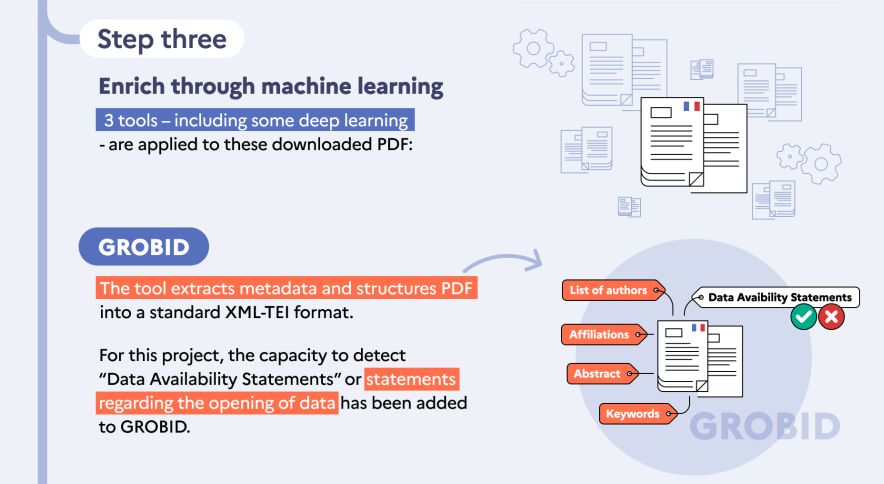 Step three
Enrich through machine learning
3 tools – including some deep learning
- are applied to these downloaded PDF:
GROBID
The tool extracts metadata and structures PDF
into a standard XML-TEI format.
For this project, the capacity to detect
“Data Availability Statements” or statements
regarding the opening of data has been added
to GROBID.
List of authors
Data Avaibility Statements
Affiliations
Abstract
Keywords
GROBID